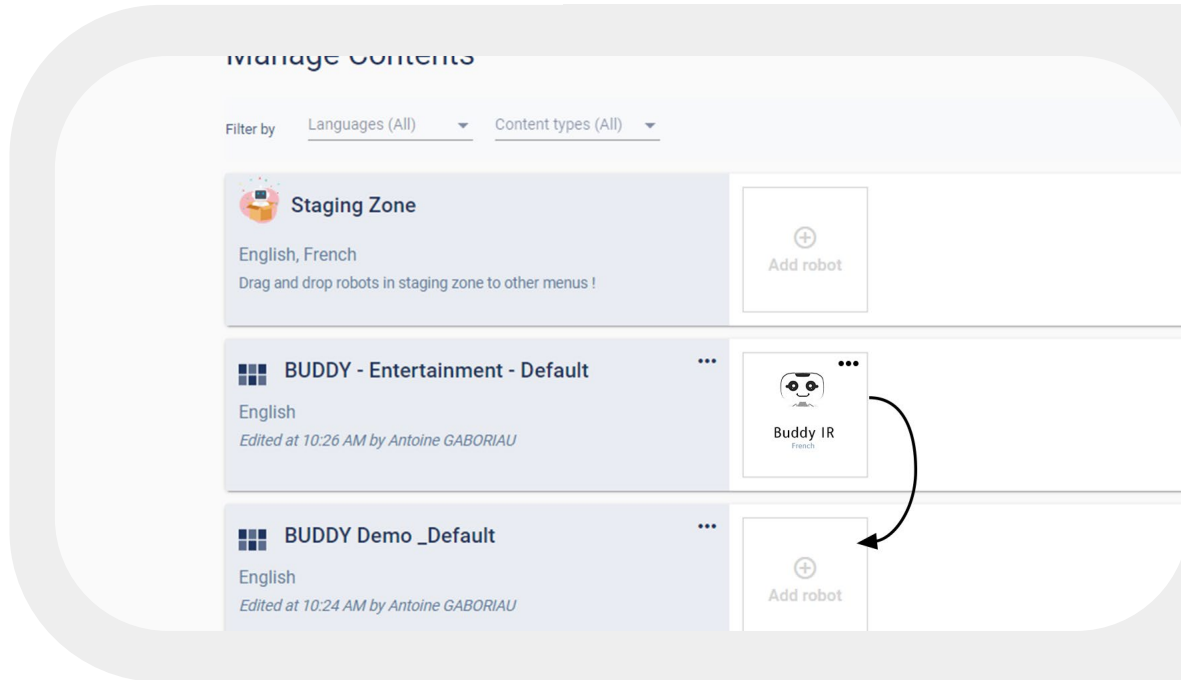 Manage Contents
Filter by Languages (All) Content types (All)
Staging Zone
English, French
Drag and drop robots in staging zone to other menus !
Add robot
BUDDY - Entertainment - Default
English
Edited at 10:26 AM by Antoine GABORIAU
Buddy IR
French
BUDDY Demo _Default
English
Edited at 10:24 AM by Antoine GABORIAU
Add robot